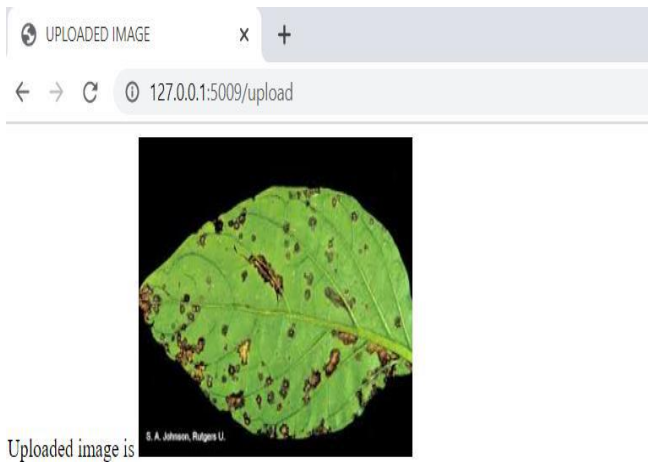 UPLOADED IMAGE
127.0.0.1:5009/upload
S. A. Johnson, Rutgers U.
Uploaded image is